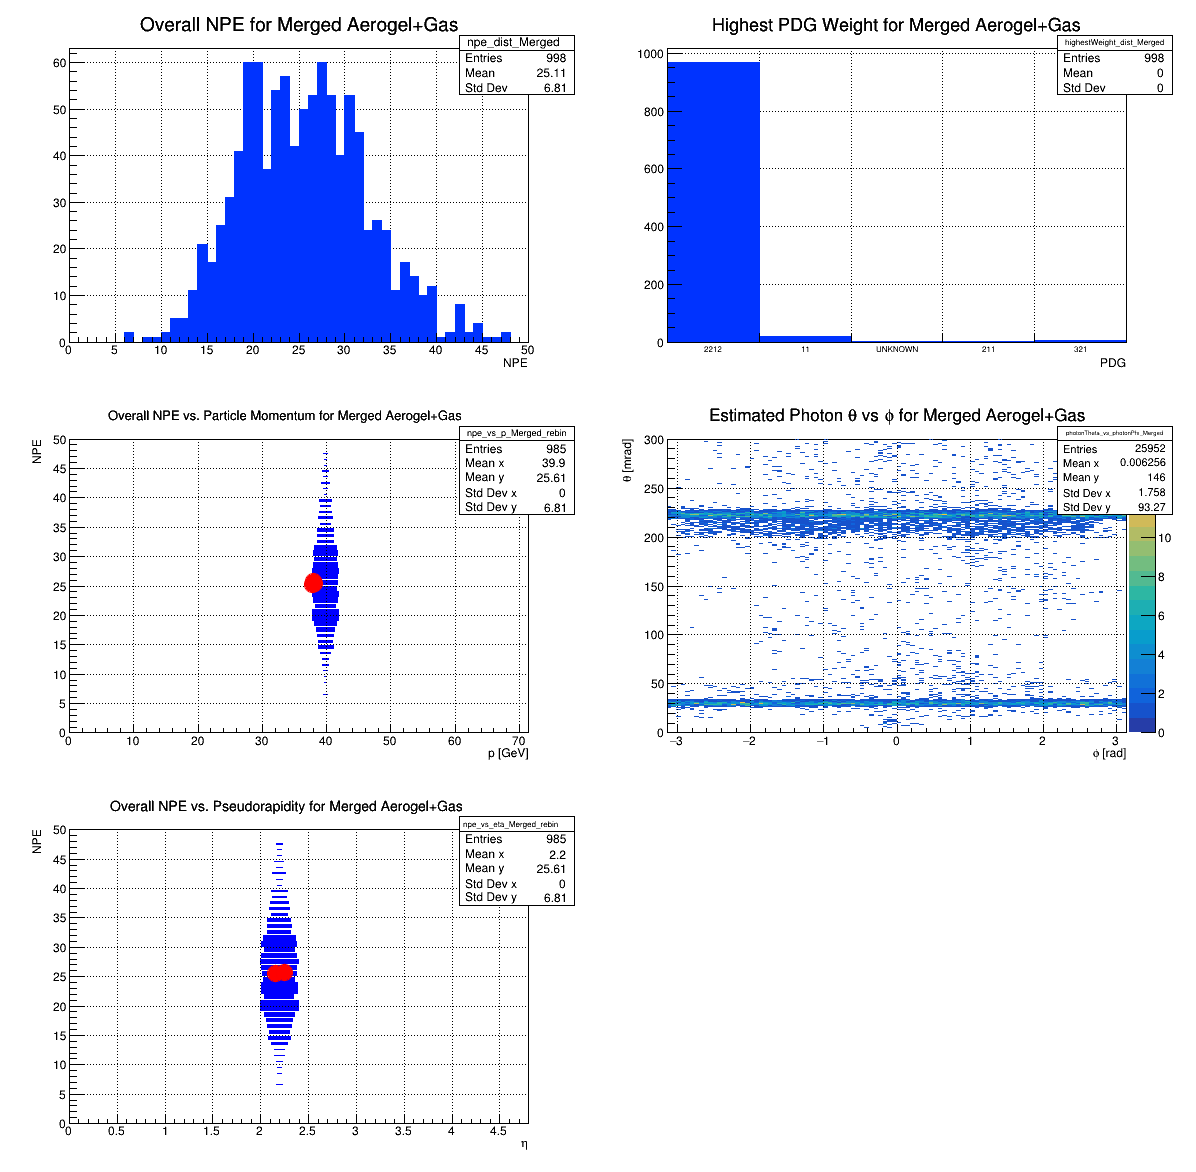 Overall NPE for Merged Aerogel+Gas
npe_dist_Merged
Entries 998
Mean 25.11
Std Dev 6.81
60
50
40
30
20
10
0
0 5 10 15 20 25 30 35 40 45 50
NPE
Highest PDG Weight for Merged Aerogel+Gas
highestWeight_dist_Merged
Entries 998
Mean 0
Std Dev 0
1000
800
600
400
200
0
2212 11 UNKNOWN 211 321
PDG
Overall NPE vs. Particle Momentum for Merged Aerogel+Gas
npe_vs_p_Merged_rebin
Entries 985
Mean x 39.9
Mean y 25.61
Std Dev x 0
Std Dev y 6.81
NPE
50
45
40
35
30
25
20
15
10
5
0
0 10 20 30 40 50 60 70
p [GeV]
Estimated Photon θ vs ϕ for Merged Aerogel+Gas
photonTheta_vs_photonPhi_Merged
Entries 25952
Mean x 0.006256
Mean y 146
Std Dev x 1.758
Std Dev y 93.27
θ [mrad]
300
250
200
150
100
50
0
−3 −2 −1 0 1 2 3
ϕ [rad]
10
8
6
4
2
0
Overall NPE vs. Pseudorapidity for Merged Aerogel+Gas
npe_vs_eta_Merged_rebin
Entries 985
Mean x 2.2
Mean y 25.61
Std Dev x 0
Std Dev y 6.81
NPE
50
45
40
35
30
25
20
15
10
5
0
0 0.5 1 1.5 2 2.5 3 3.5 4 4.5
η